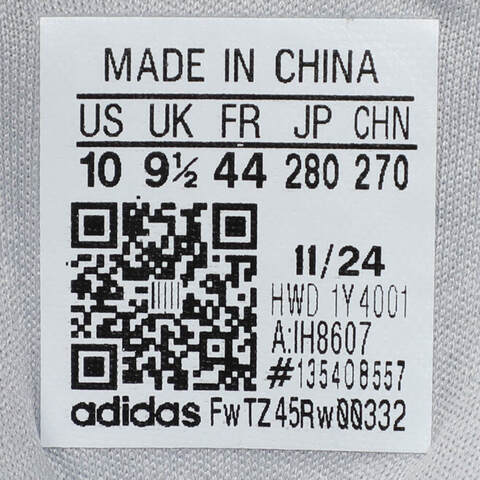 MADE IN CHINA
US UK FR JP CHN
10 9½ 44 280 270
11/24
HWD 1Y4001
A:IH8607
#135408557
adidas FwTZ45Rw00332